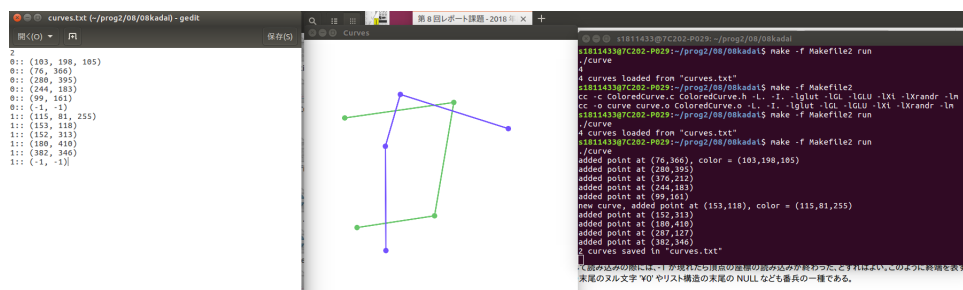 curves.txt (~/prog2/08/08kadai) - gedit
開く(O)
保存(S)
2
0:: (103, 198, 105)
0:: (76, 366)
0:: (280, 395)
0:: (244, 183)
0:: (99, 161)
0:: (-1, -1)
1:: (115, 81, 255)
1:: (153, 118)
1:: (152, 313)
1:: (180, 410)
1:: (382, 346)
1:: (-1, -1)
第8回レポート課題 - 2018 年
Curves
s1811433@7C202-P029: ~/prog2/08/08kadai
s1811433@7C202-P029:~/prog2/08/08kadai$ make -f Makefile2 run
./curve
4
4 curves loaded from "curves.txt"
s1811433@7C202-P029:~/prog2/08/08kadai$ make -f Makefile2
cc -c ColoredCurve.c ColoredCurve.h -L. -I. -lglut -lGL -lGLU -lXi -lXrandr -lm
cc -o curve curve.o ColoredCurve.o -L. -I. -lglut -lGL -lGLU -lXi -lXrandr -lm
s1811433@7C202-P029:~/prog2/08/08kadai$ make -f Makefile2 run
./curve
4 curves loaded from "curves.txt"
s1811433@7C202-P029:~/prog2/08/08kadai$ make -f Makefile2 run
./curve
added point at (76,366), color = (103,198,105)
added point at (280,395)
added point at (376,212)
added point at (244,183)
added point at (99,161)
new curve, added point at (153,118), color = (115,81,255)
added point at (152,313)
added point at (180,410)
added point at (287,127)
added point at (382,346)
2 curves saved in "curves.txt"
て読み込みの際には、-1 が現れたら頂点の座標の読み込みが終わった、とすればよい。このように終端を表す
末尾のヌル文字 '¥0' やリスト構造の末尾の NULL なども番兵の一種である。